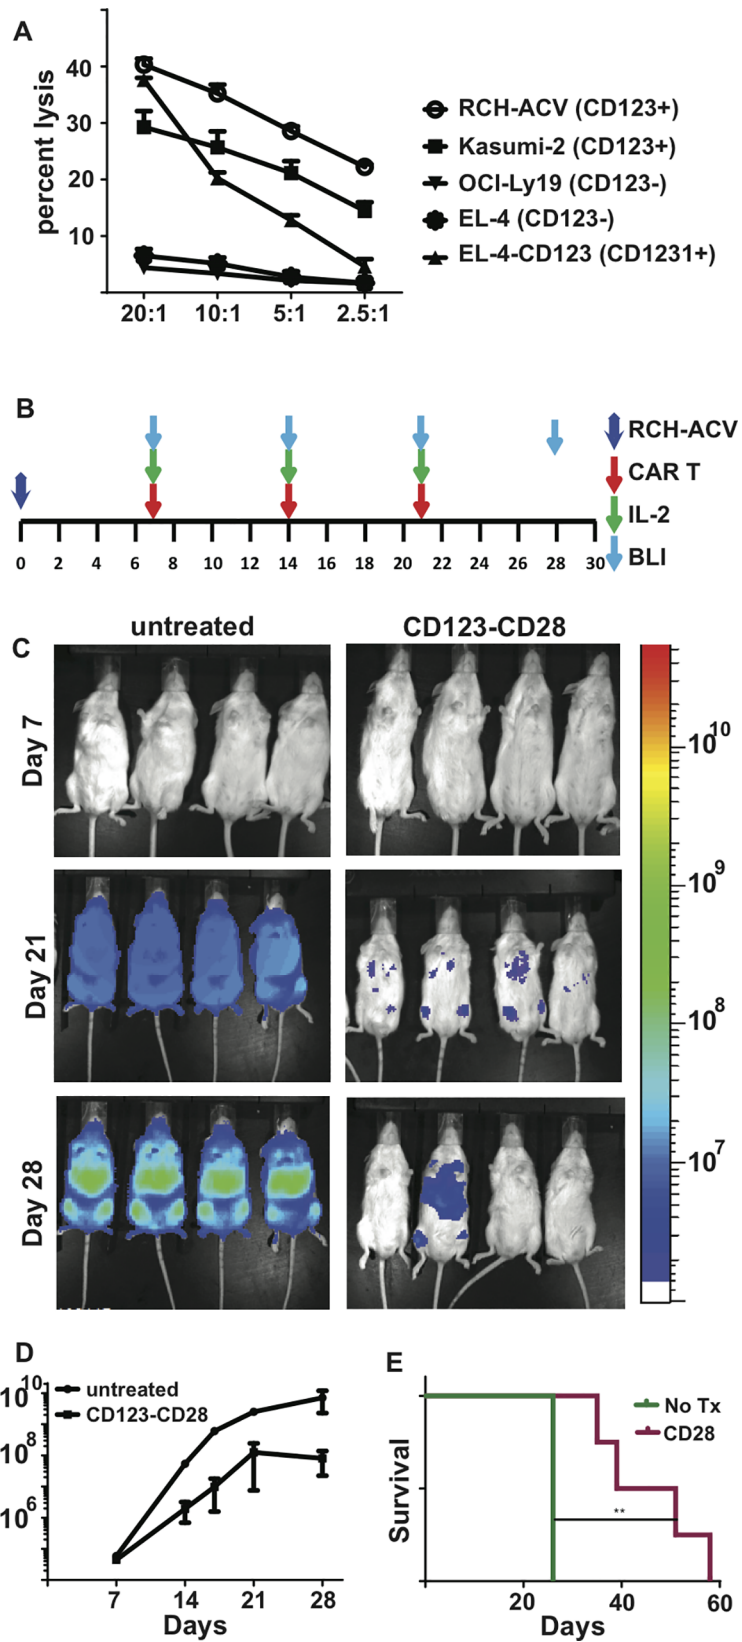 A
percent lysis
40
30
20
10
20:1 10:1 5:1 2.5:1
RCH-ACV (CD123+)
Kasumi-2 (CD123+)
OCI-Ly19 (CD123-)
EL-4 (CD123-)
EL-4-CD123 (CD1231+)
B
0 2 4 6 8 10 12 14 16 18 20 22 24 26 28 30
RCH-ACV
CAR T
IL-2
BLI
C
untreated CD123-CD28
Day 7
Day 21
Day 28
10^10
10^9
10^8
10^7
D
untreated
CD123-CD28
10^10
10^8
10^6
7 14 21 28
Days
E
Survival
No Tx
CD28
**
20 40 60
Days